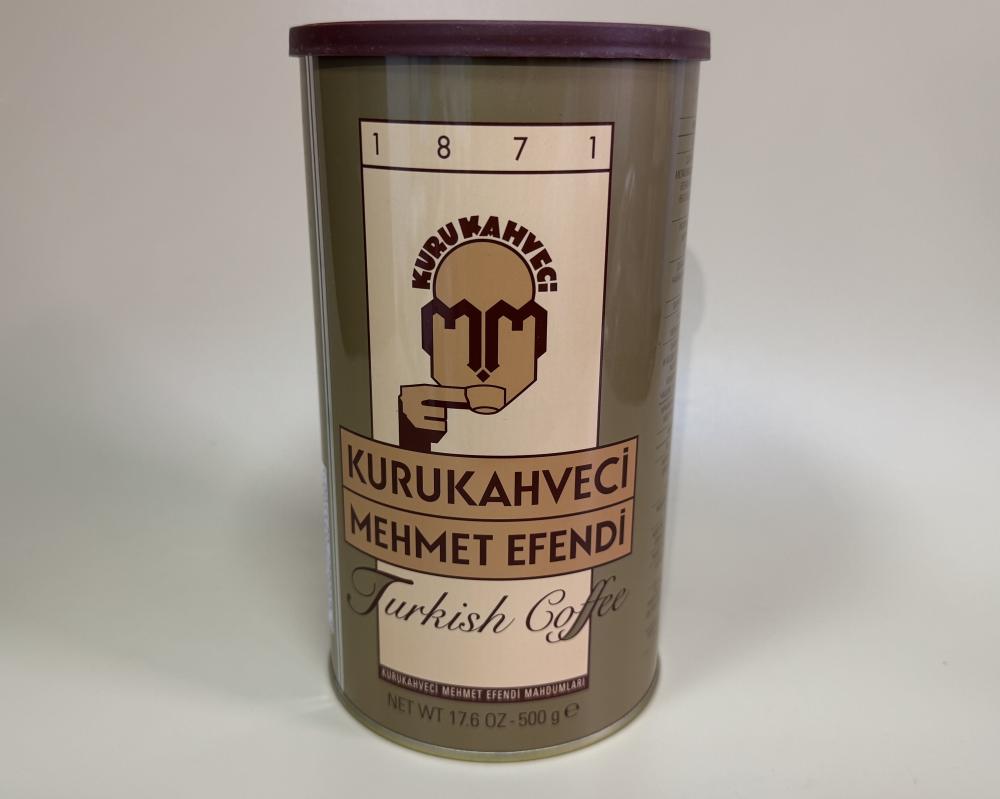 1 8 7 1
KURUKAHVECİ
KURUKAHVECİ
MEHMET EFENDİ
Turkish Coffee
KURUKAHVECİ MEHMET EFENDİ MAHDUMLARI
NET WT 17.6 OZ - 500 g ℮